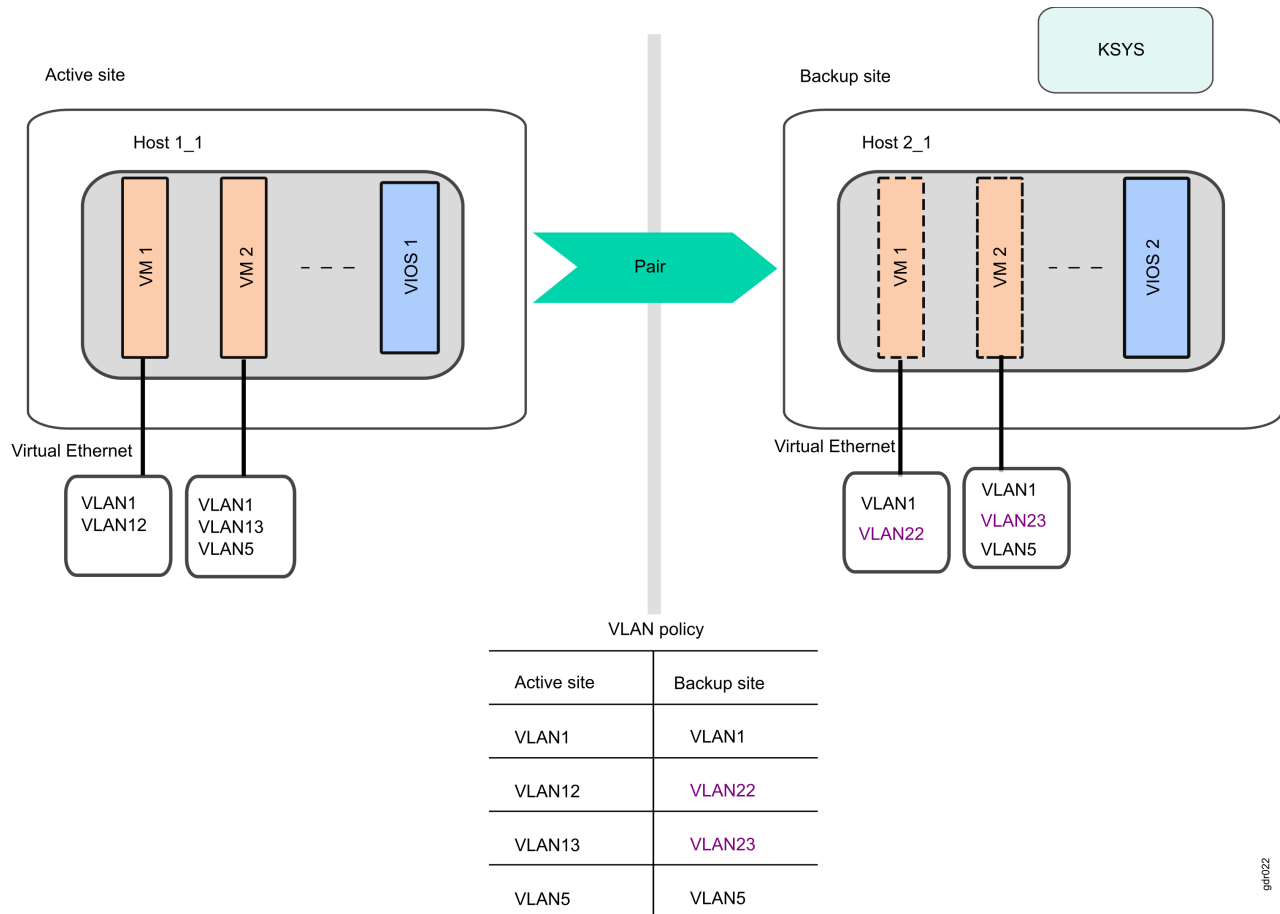 KSYS
Active site
Backup site
Host 1_1
Host 2_1
VM 1
VM 2
VIOS 1
Pair
VM 1
VM 2
VIOS 2
Virtual Ethernet
Virtual Ethernet
VLAN1
VLAN12
VLAN1
VLAN13
VLAN5
VLAN1
VLAN22
VLAN1
VLAN23
VLAN5
VLAN policy
Active site Backup site
VLAN1 VLAN1
VLAN12 VLAN22
VLAN13 VLAN23
VLAN5 VLAN5
gdr022